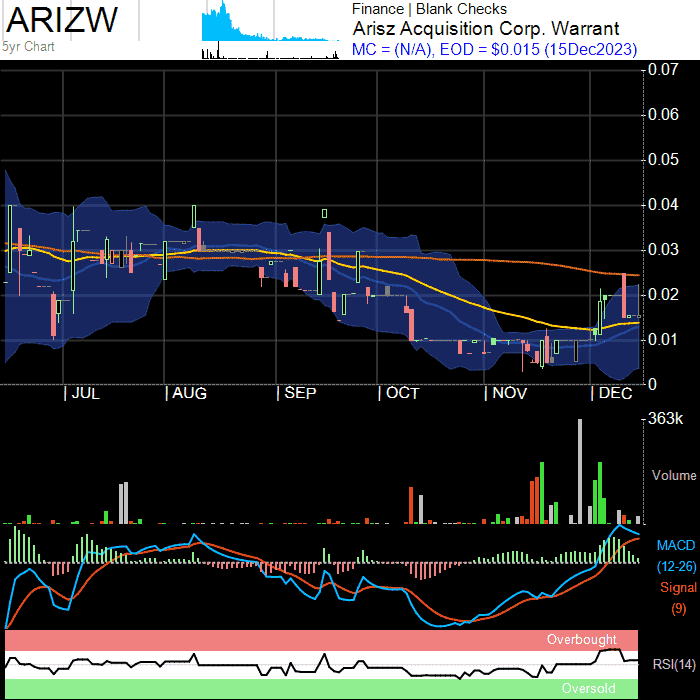 ARIZW
5yr Chart
Finance | Blank Checks
Arisz Acquisition Corp. Warrant
MC = (N/A), EOD = $0.015 (15Dec2023)
0.07
0.06
0.05
0.04
0.03
0.02
0.01
0
| JUL | AUG | SEP | OCT | NOV | DEC
363k
Volume
MACD
(12-26)
Signal
(9)
Overbought
RSI(14)
Oversold